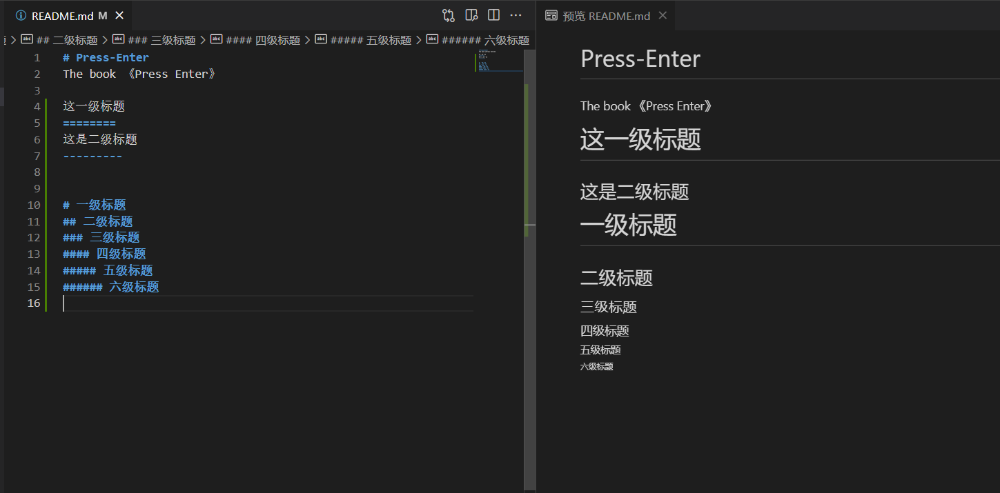 README.md M
预览 README.md
## 二级标题 ### 三级标题 #### 四级标题 ##### 五级标题 ###### 六级标题
1 # Press-Enter
2 The book 《Press Enter》
3
4 这一级标题
5 ========
6 这是二级标题
7 ---------
8
9
10 # 一级标题
11 ## 二级标题
12 ### 三级标题
13 #### 四级标题
14 ##### 五级标题
15 ###### 六级标题
16
Press-Enter
The book 《Press Enter》
这一级标题
这是二级标题
一级标题
二级标题
三级标题
四级标题
五级标题
六级标题